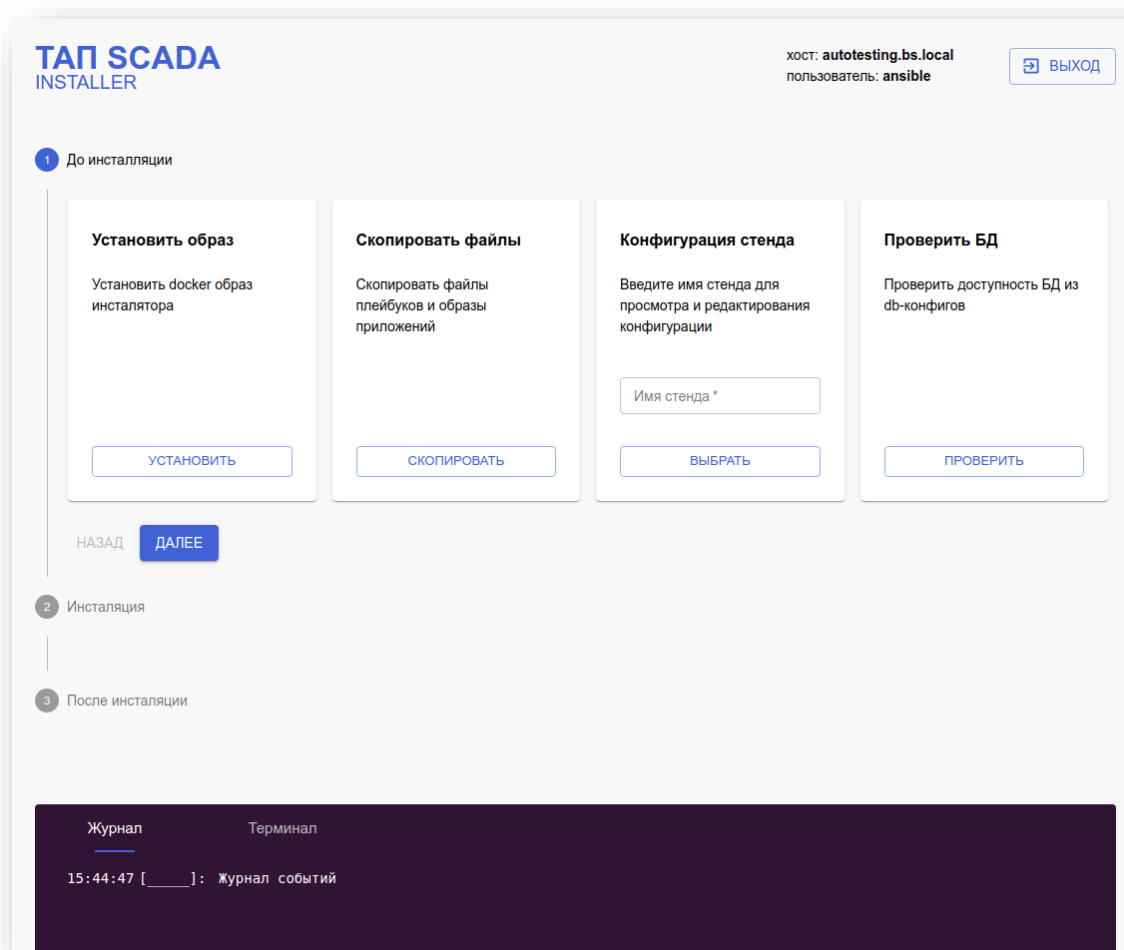 ТАП SCADA
INSTALLER
хост: autotesting.bs.local
пользователь: ansible
ВЫХОД
1 До инсталляции
Установить образ
Установить docker образ
инсталятора
УСТАНОВИТЬ
Скопировать файлы
Скопировать файлы
плейбуков и образы
приложений
СКОПИРОВАТЬ
Конфигурация стенда
Введите имя стенда для
просмотра и редактирования
конфигурации
Имя стенда *
ВЫБРАТЬ
Проверить БД
Проверить доступность БД из
db-конфигов
ПРОВЕРИТЬ
НАЗАД ДАЛЕЕ
2 Инсталяция
3 После инсталяции
Журнал Терминал
15:44:47 [_____]: Журнал событий